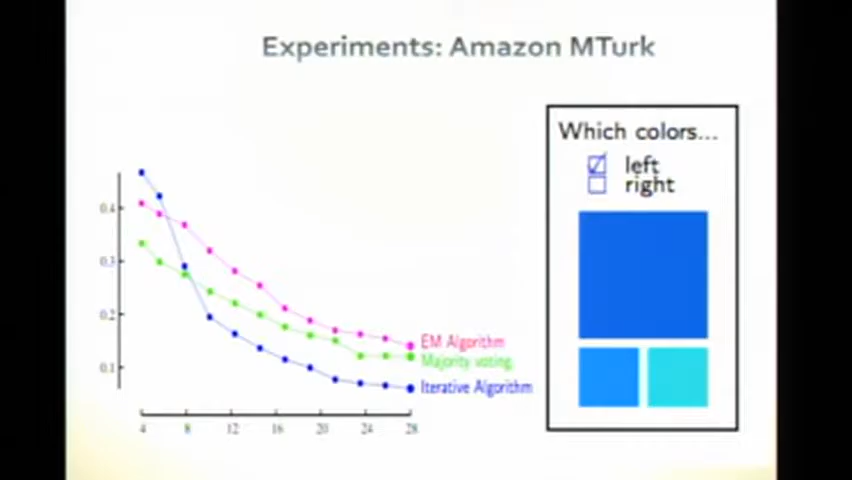 Experiments: Amazon MTurk
Which colors...
left
right
0.4
0.3
0.2
0.1
EM Algorithm
Majority voting
Iterative Algorithm
4 8 12 16 20 24 28